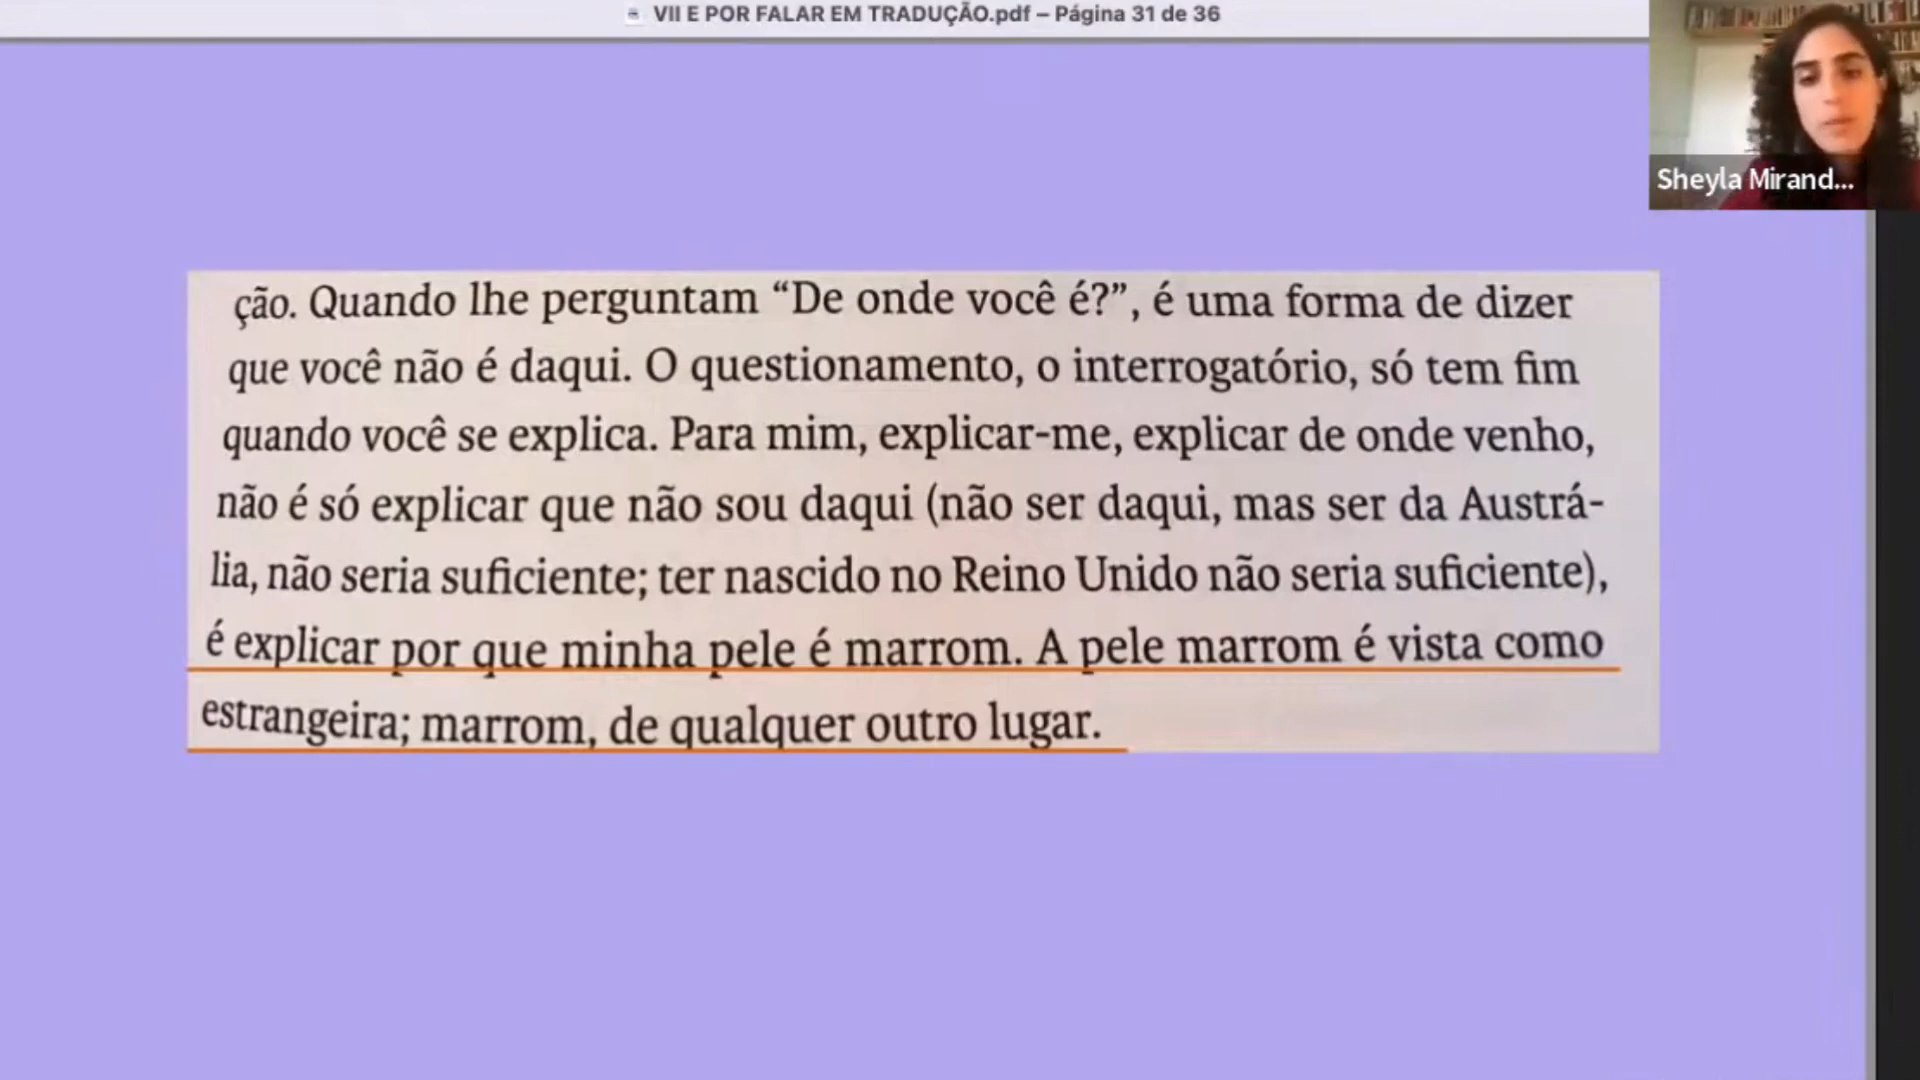 VII E POR FALAR EM TRADUÇÃO.pdf – Página 31 de 36
Sheyla Mirand...
ção. Quando lhe perguntam “De onde você é?”, é uma forma de dizer
que você não é daqui. O questionamento, o interrogatório, só tem fim
quando você se explica. Para mim, explicar-me, explicar de onde venho,
não é só explicar que não sou daqui (não ser daqui, mas ser da Austrá-
lia, não seria suficiente; ter nascido no Reino Unido não seria suficiente),
é explicar por que minha pele é marrom. A pele marrom é vista como
estrangeira; marrom, de qualquer outro lugar.